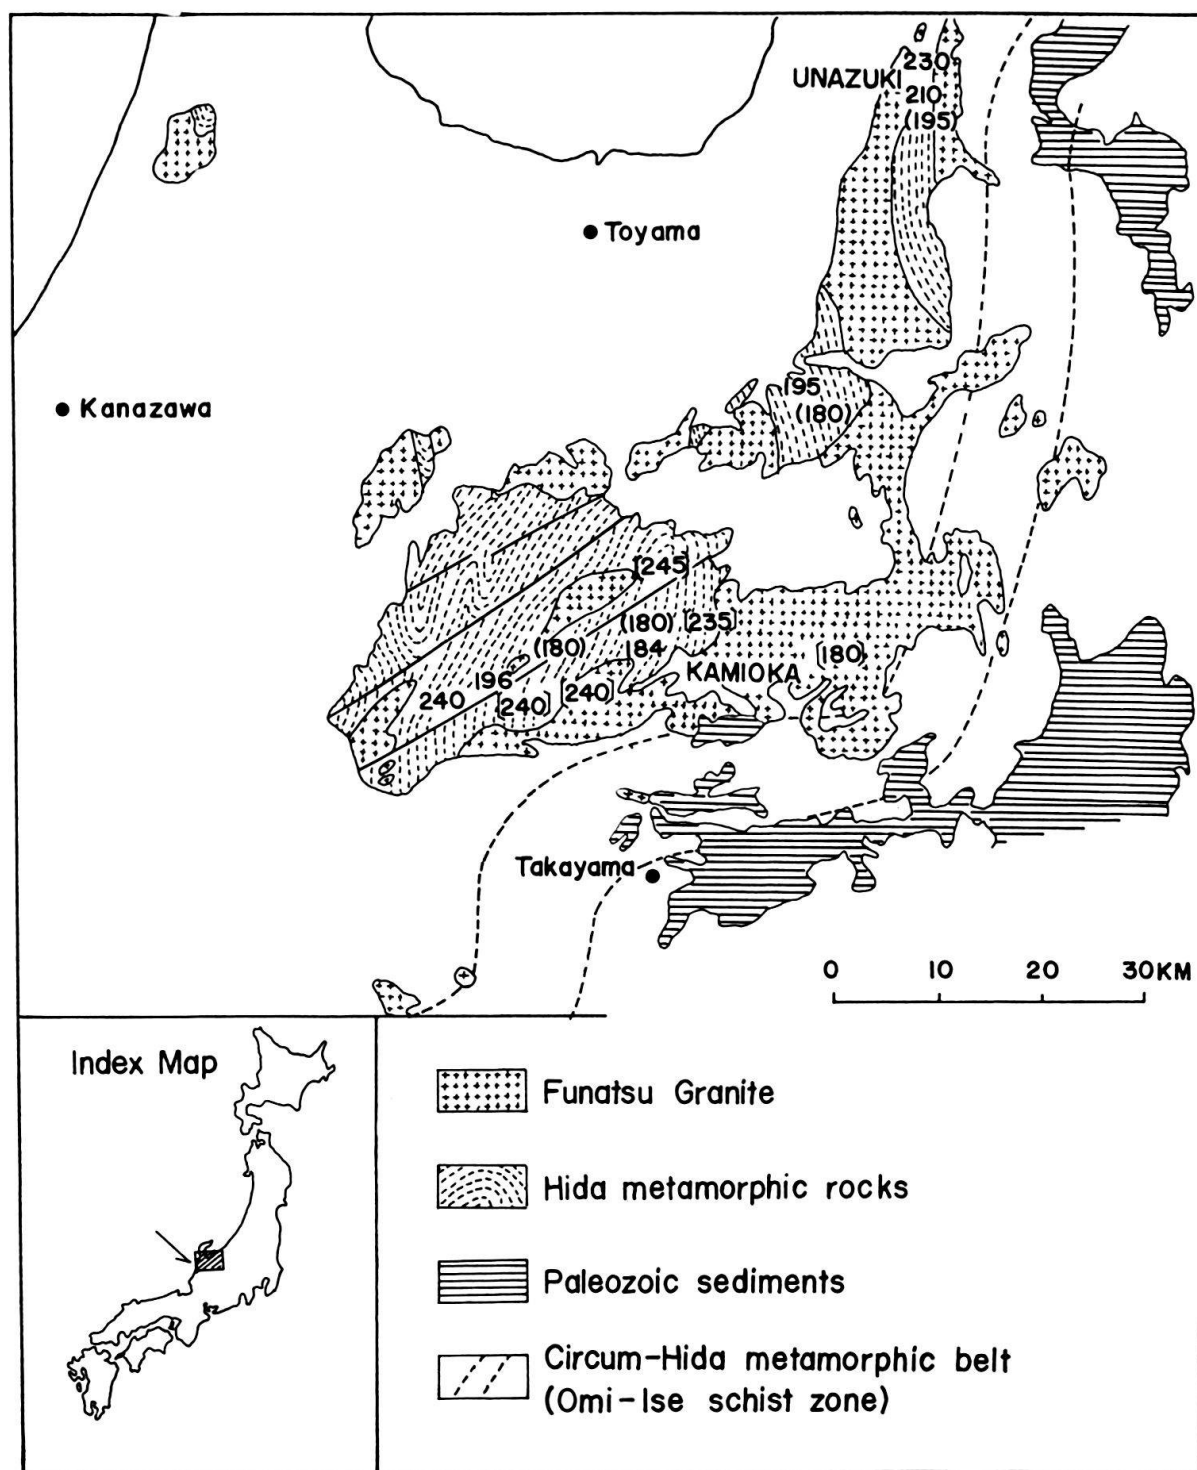 230
UNAZUKI
210
(195)
Toyama
195
Kanazawa
(180)
[245]
(180) [235]
(180)
184
[180]
KAMIOKA
196
240
[240]
[240]
Takayama
0 10 20 30KM
Index Map
Funatsu Granite
Hida metamorphic rocks
Paleozoic sediments
Circum-Hida metamorphic belt
(Omi-Ise schist zone)